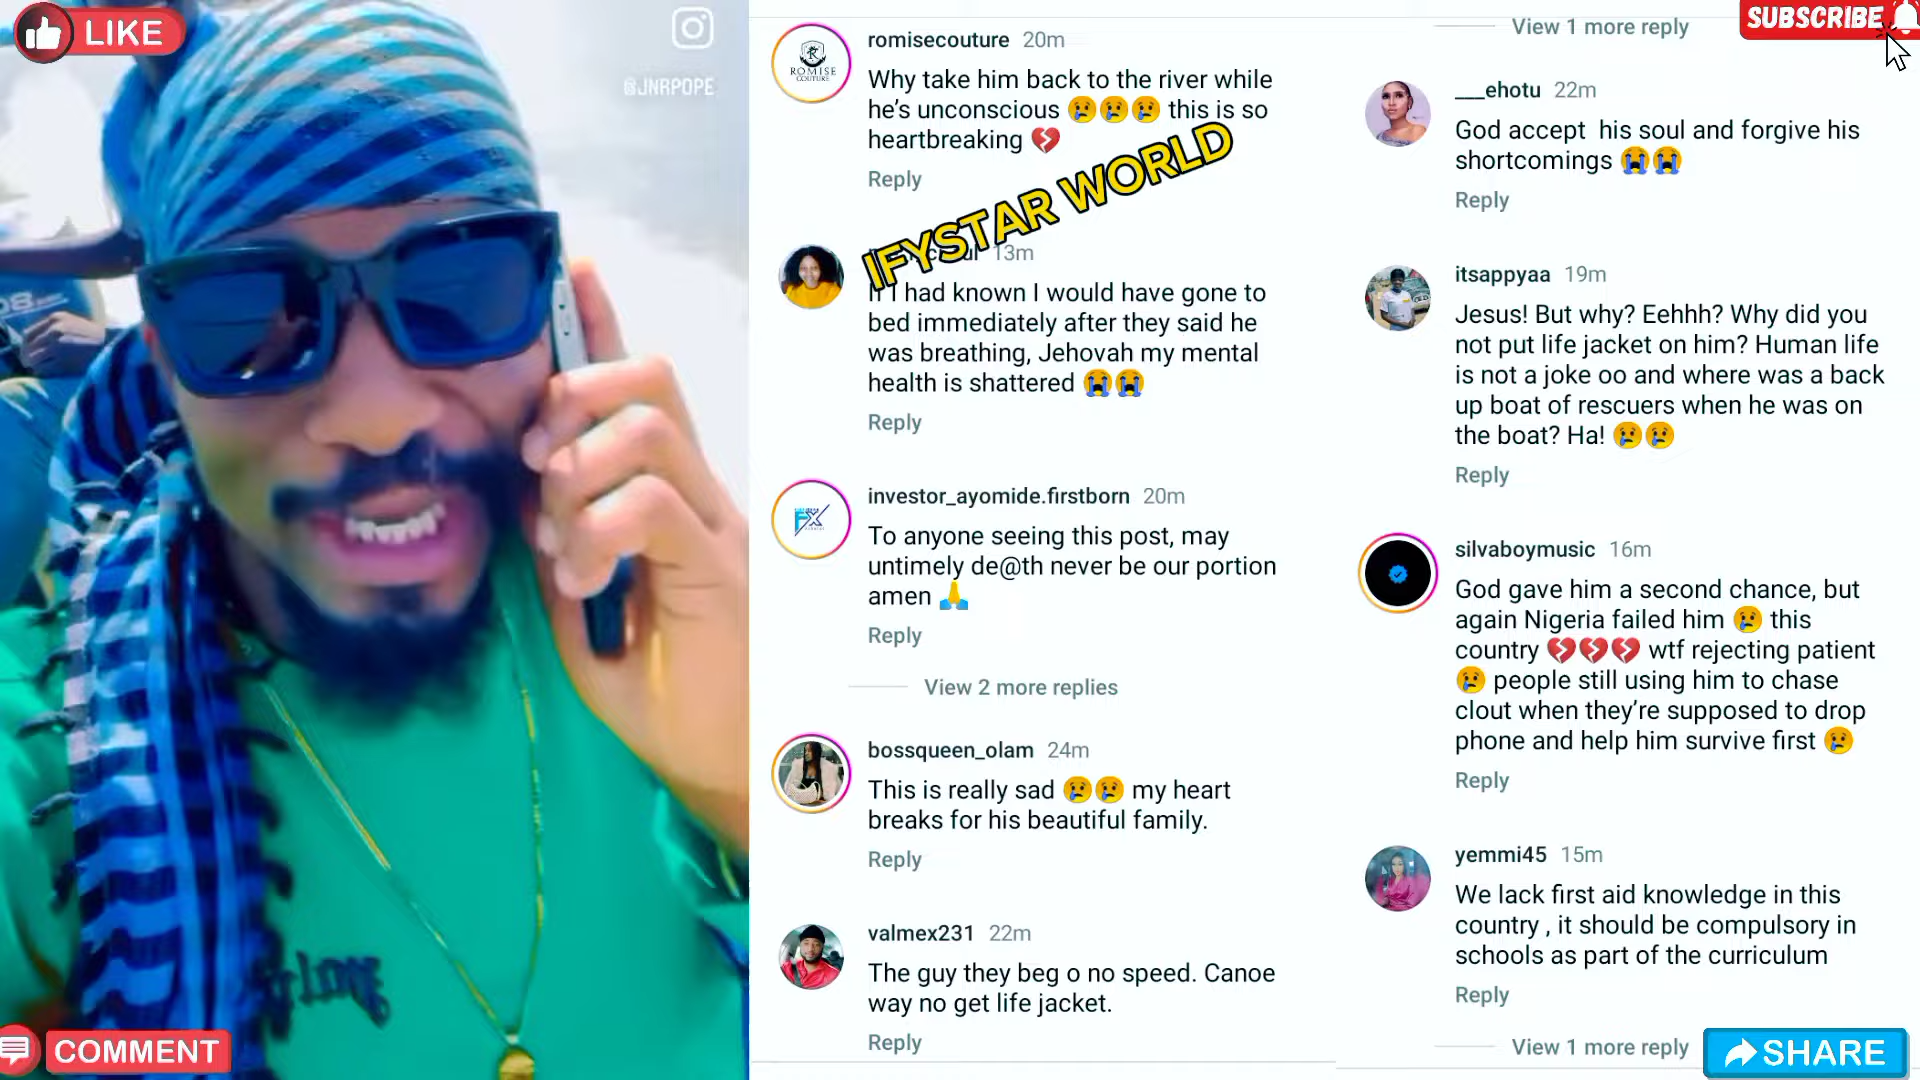 LIKE
@JNRPOPE
08
COMMENT
ROMISE
COUTURE
romisecouture 20m
Why take him back to the river while
he’s unconscious 😢😢😢 this is so
heartbreaking 💔
Reply
IFYSTAR WORLD
13m
If I had known I would have gone to
bed immediately after they said he
was breathing, Jehovah my mental
health is shattered 😭😭
Reply
FX
investor_ayomide.firstborn 20m
To anyone seeing this post, may
untimely de@th never be our portion
amen 🙏
Reply
View 2 more replies
bossqueen_olam 24m
This is really sad 😢😢 my heart
breaks for his beautiful family.
Reply
valmex231 22m
The guy they beg o no speed. Canoe
way no get life jacket.
Reply
SUBSCRIBE
View 1 more reply
___ehotu 22m
God accept his soul and forgive his
shortcomings 😭😭
Reply
itsappyaa 19m
Jesus! But why? Eehhh? Why did you
not put life jacket on him? Human life
is not a joke oo and where was a back
up boat of rescuers when he was on
the boat? Ha! 😢😢
Reply
silvaboymusic 16m
God gave him a second chance, but
again Nigeria failed him 😢 this
country 💔💔💔 wtf rejecting patient
😢 people still using him to chase
clout when they’re supposed to drop
phone and help him survive first 😢
Reply
yemmi45 15m
We lack first aid knowledge in this
country , it should be compulsory in
schools as part of the curriculum
Reply
View 1 more reply
SHARE